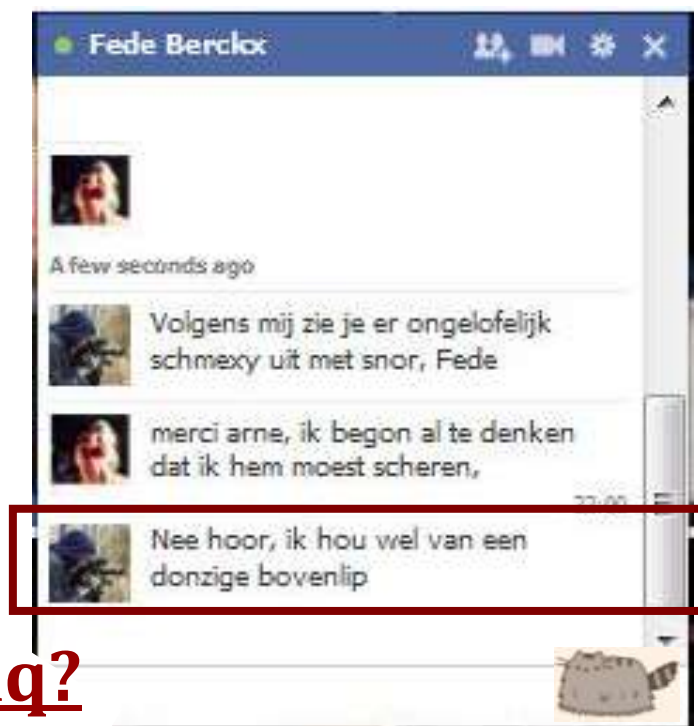 Fede Berckx
A few seconds ago
Volgens mij zie je er ongelofelijk
schmexy uit met snor, Fede
merci arne, ik begon al te denken
dat ik hem moest scheren,
Nee hoor, ik hou wel van een
donzige bovenlip